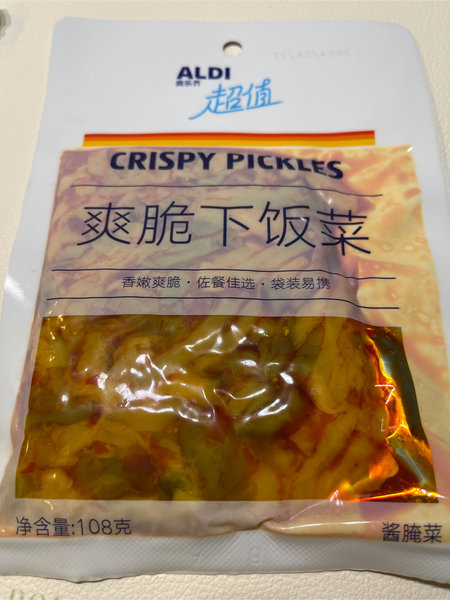 ALDI
奥乐齐
超值
CRISPY PICKLES
爽脆下饭菜
香嫩爽脆·佐餐佳选·袋装易携
净含量:108克
酱腌菜